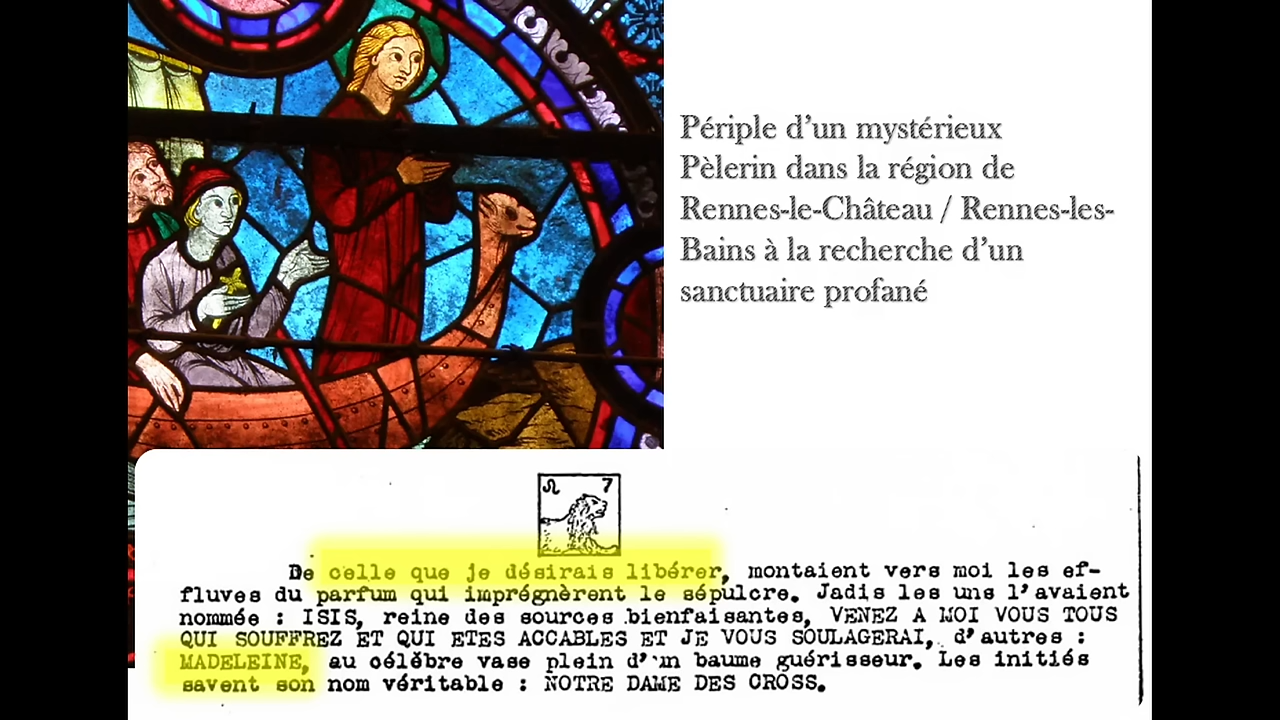 Périple d'un mystérieux
Pèlerin dans la région de
Rennes-le-Château / Rennes-les-
Bains à la recherche d'un
sanctuaire profané
♌ 7
De celle que je désirais libérer, montaient vers moi les ef-
fluves du parfum qui imprégnèrent le sépulcre. Jadis les uns l'avaient
nommée : ISIS, reine des sources bienfaisantes, VENEZ A MOI VOUS TOUS
QUI SOUFFREZ ET QUI ETES ACCABLES ET JE VOUS SOULAGERAI, d'autres :
MADELEINE, au célèbre vase plein d'un baume guérisseur. Les initiés
savent son nom véritable : NOTRE DAME DES CROSS.